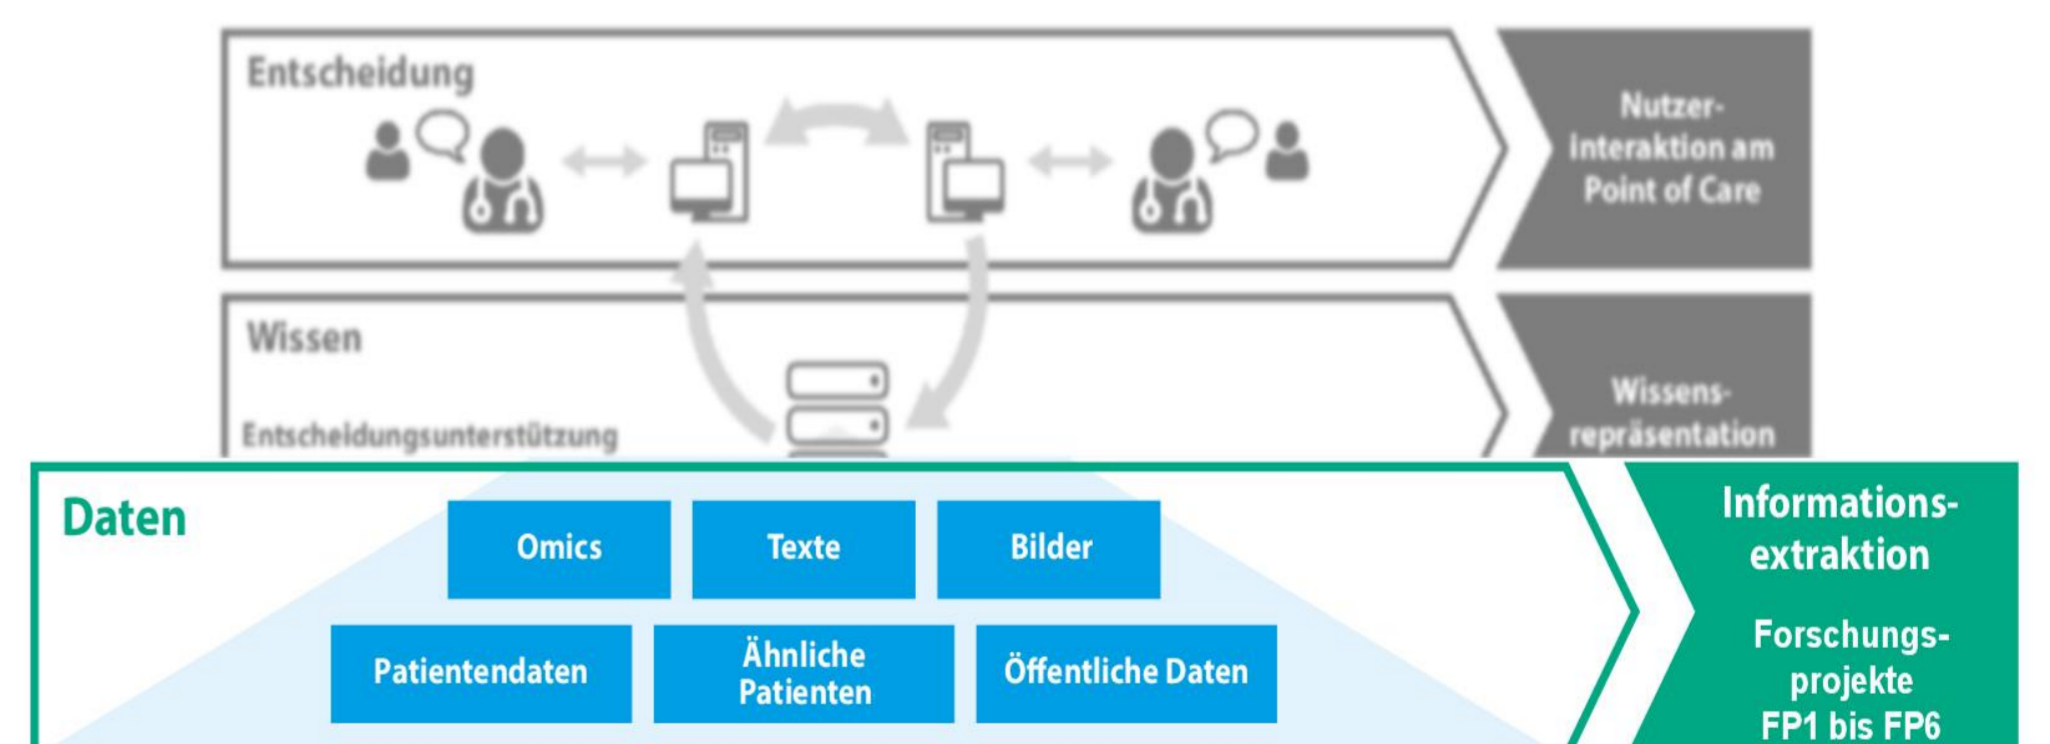 Entscheidung
Nutzer-
interaktion am
Point of Care
Wissen
Entscheidungsunterstützung
Wissens-
repräsentation
Daten
Omics
Texte
Bilder
Patientendaten
Ähnliche
Patienten
Öffentliche Daten
Informations-
extraktion
Forschungs-
projekte
FP1 bis FP6